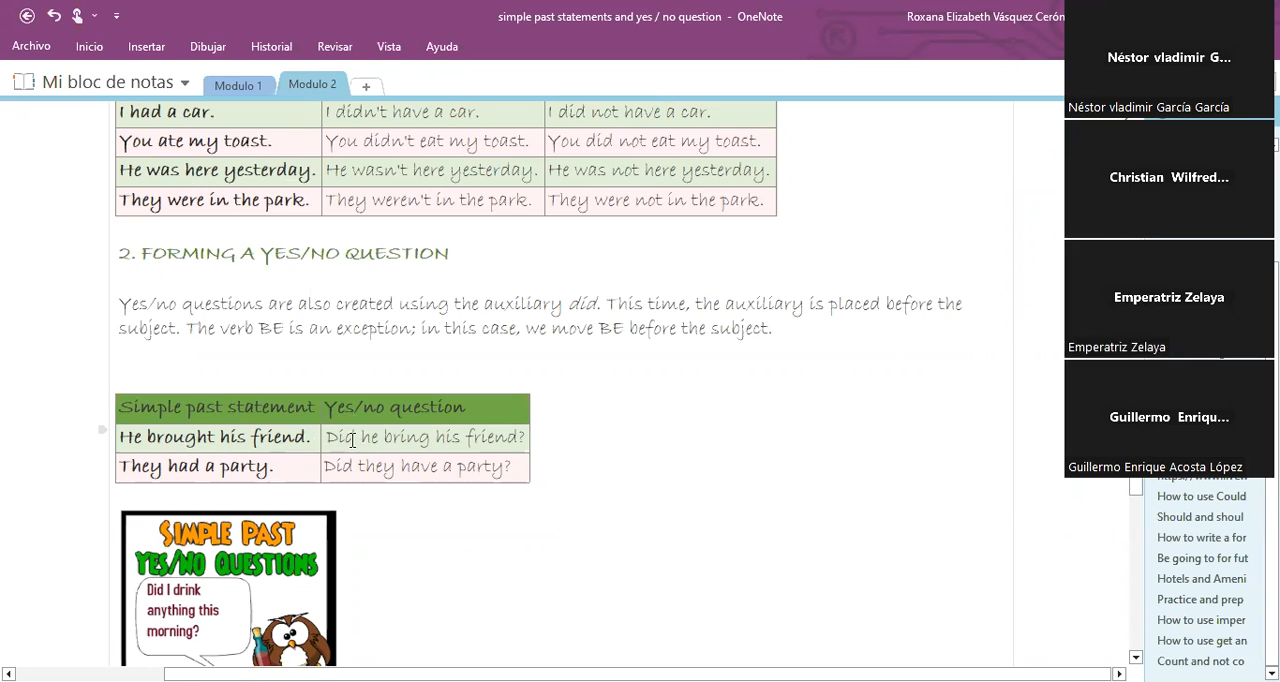 simple past statements and yes / no question - OneNote
Roxana Elizabeth Vásquez Cerón
Archivo Inicio Insertar Dibujar Historial Revisar Vista Ayuda
Mi bloc de notas Modulo 1 Modulo 2 +
I had a car. I didn't have a car. I did not have a car.
You ate my toast. You didn't eat my toast. You did not eat my toast.
He was here yesterday. He wasn't here yesterday. He was not here yesterday.
They were in the park. They weren't in the park. They were not in the park.
2. FORMING A YES/NO QUESTION
Yes/no questions are also created using the auxiliary did. This time, the auxiliary is placed before the
subject. The verb BE is an exception; in this case, we move BE before the subject.
Simple past statement Yes/no question
He brought his friend. Did he bring his friend?
They had a party. Did they have a party?
SIMPLE PAST
YES/NO QUESTIONS
Did I drink
anything this
morning?
Néstor vladimir G...
Néstor vladimir García García
Christian Wilfred...
Emperatriz Zelaya
Emperatriz Zelaya
Guillermo Enriqu...
Guillermo Enrique Acosta López
How to use Could
Should and shoul
How to write a for
Be going to for fut
Hotels and Ameni
Practice and prep
How to use imper
How to use get an
Count and not co